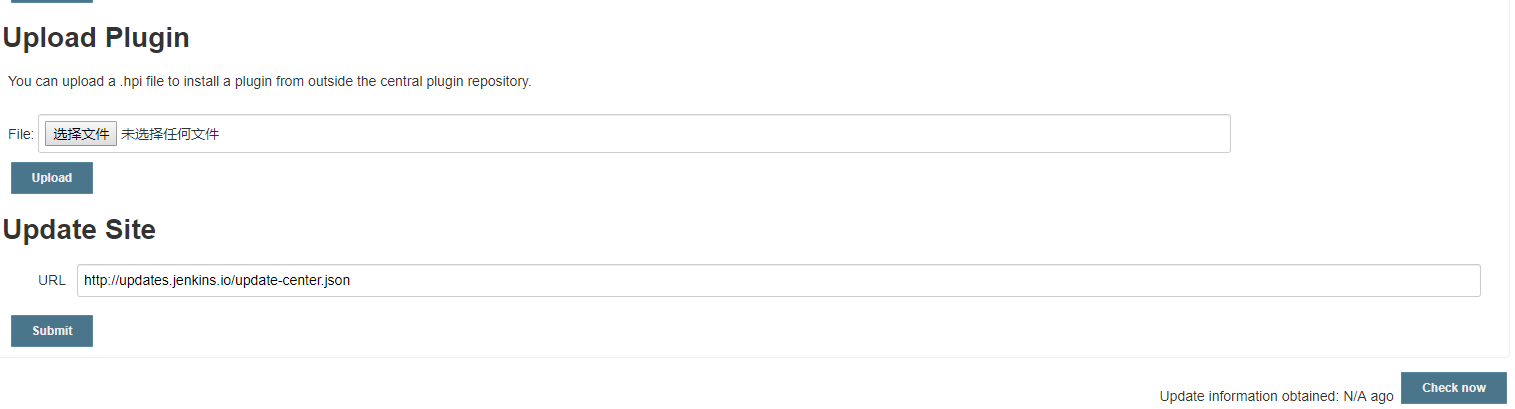 Upload Plugin
You can upload a .hpi file to install a plugin from outside the central plugin repository.
File: 选择文件 未选择任何文件
Upload
Update Site
URL http://updates.jenkins.io/update-center.json
Submit
Update information obtained: N/A ago Check now